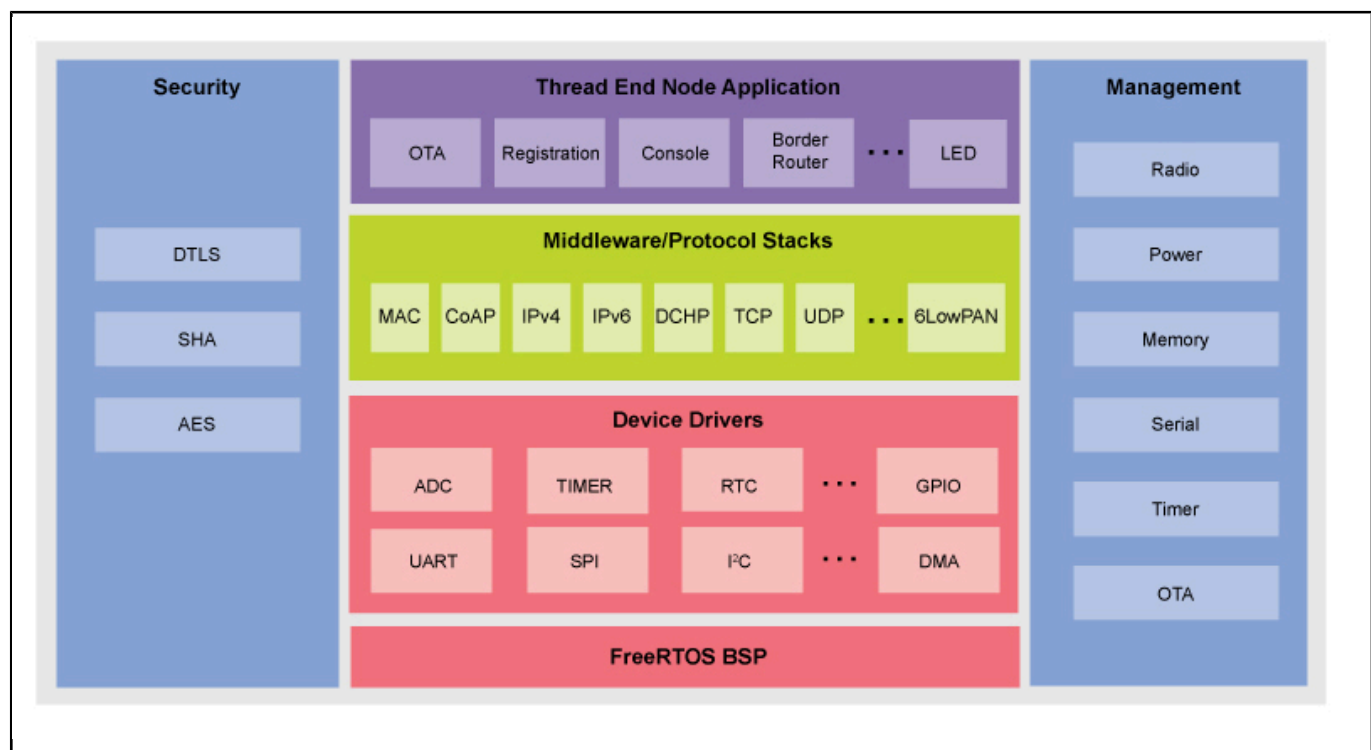 Security
DTLS
SHA
AES
Thread End Node Application
OTA
Registration
Console
Border
Router
...
LED
Middleware/Protocol Stacks
MAC
CoAP
IPv4
IPv6
DCHP
TCP
UDP
...
6LowPAN
Device Drivers
ADC
TIMER
RTC
...
GPIO
UART
SPI
I²C
...
DMA
FreeRTOS BSP
Management
Radio
Power
Memory
Serial
Timer
OTA